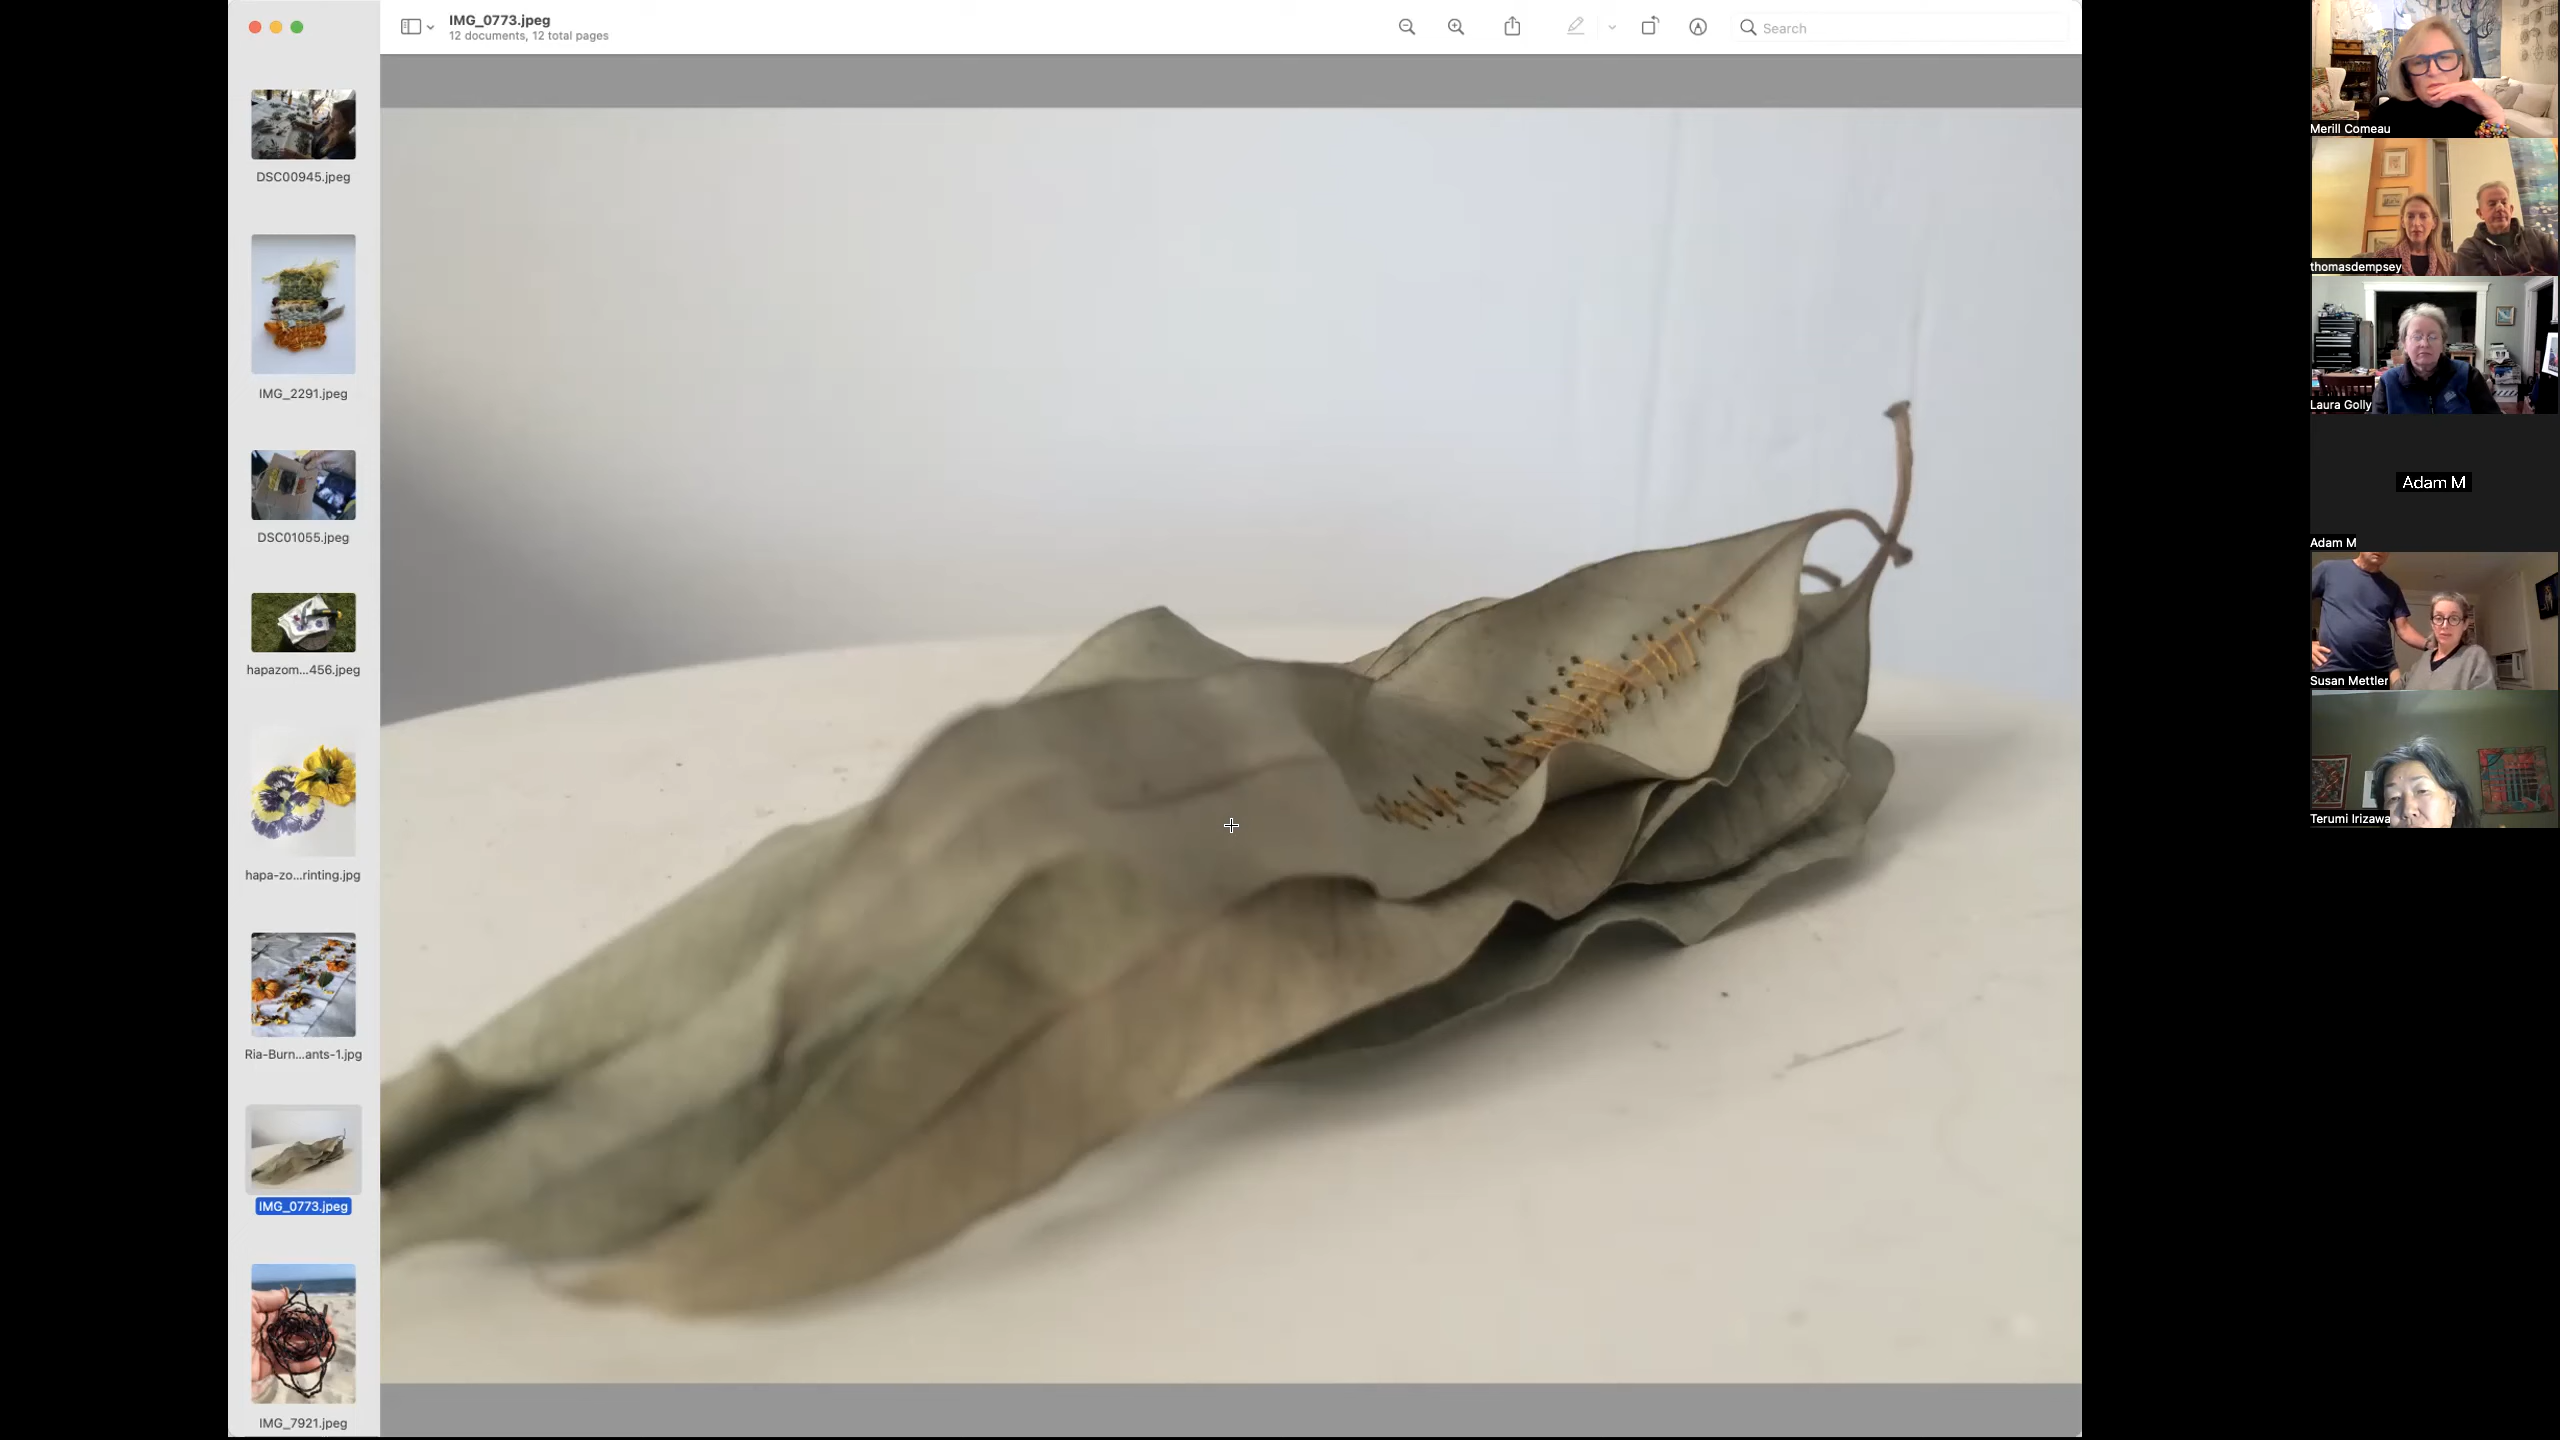 IMG_0773.jpeg
12 documents, 12 total pages
Search
DSC00945.jpeg
IMG_2291.jpeg
DSC01055.jpeg
hapazom...456.jpeg
hapa-zo...rinting.jpg
Ria-Burn...ants-1.jpg
IMG_0773.jpeg
IMG_7921.jpeg
Merill Comeau
thomasdempsey
Laura Golly
Adam M
Adam M
Susan Mettler
Terumi Irizawa